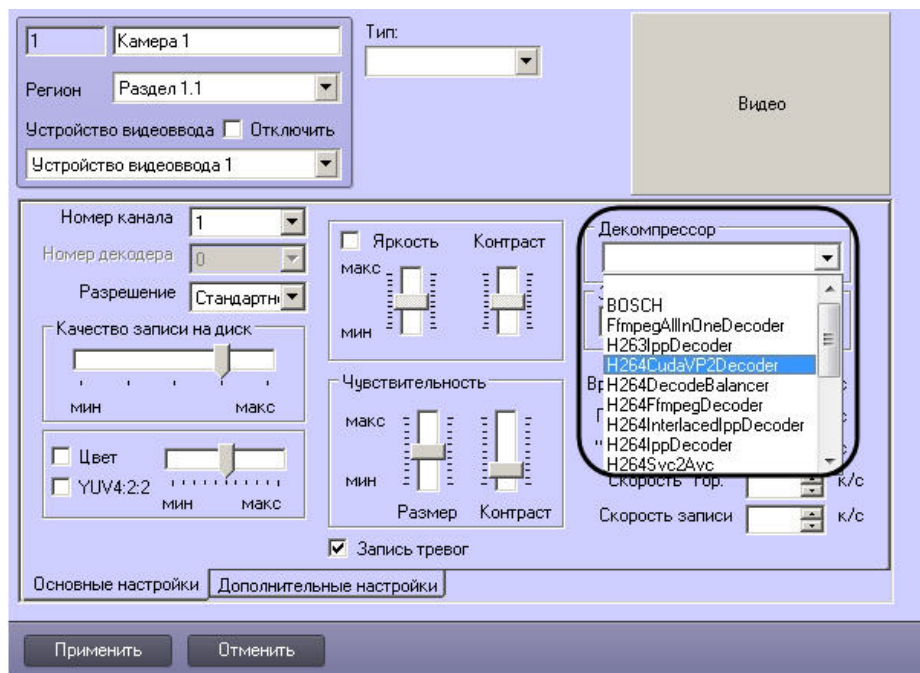 1
Камера 1
Тип:
Регион
Раздел 1.1
Устройство видеоввода
Отключить
Устройство видеоввода 1
Видео
Номер канала
1
Номер декодера
0
Разрешение
Стандартн
Качество записи на диск
мин
макс
Цвет
YUV4:2:2
мин
макс
Яркость
Контраст
макс
мин
Чувствительность
макс
мин
Размер
Контраст
Запись тревог
Декомпрессор
BOSCH
FfmpegAllInOneDecoder
H263IppDecoder
H264CudaVP2Decoder
H264DecodeBalancer
H264FfmpegDecoder
H264InterlacedIppDecoder
H264IppDecoder
H264Svc2Avc
к/с
Скорость записи
к/с
Основные настройки
Дополнительные настройки
Применить
Отменить